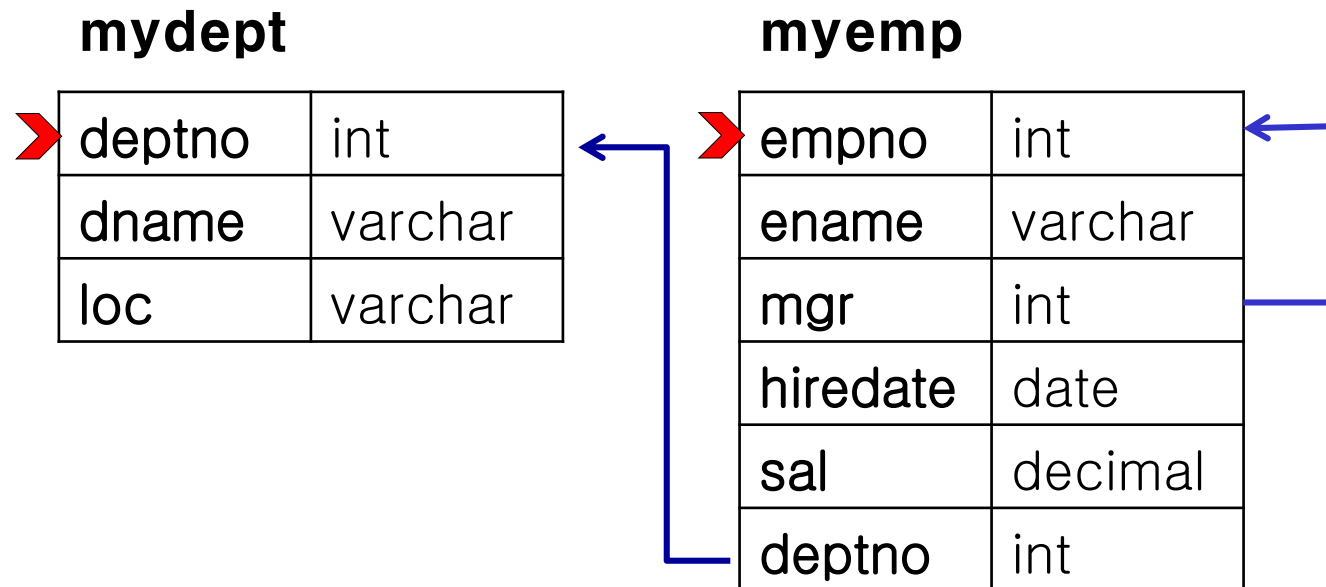 mydept
deptno int
dname varchar
loc varchar
myemp
empno int
ename varchar
mgr int
hiredate date
sal decimal
deptno int